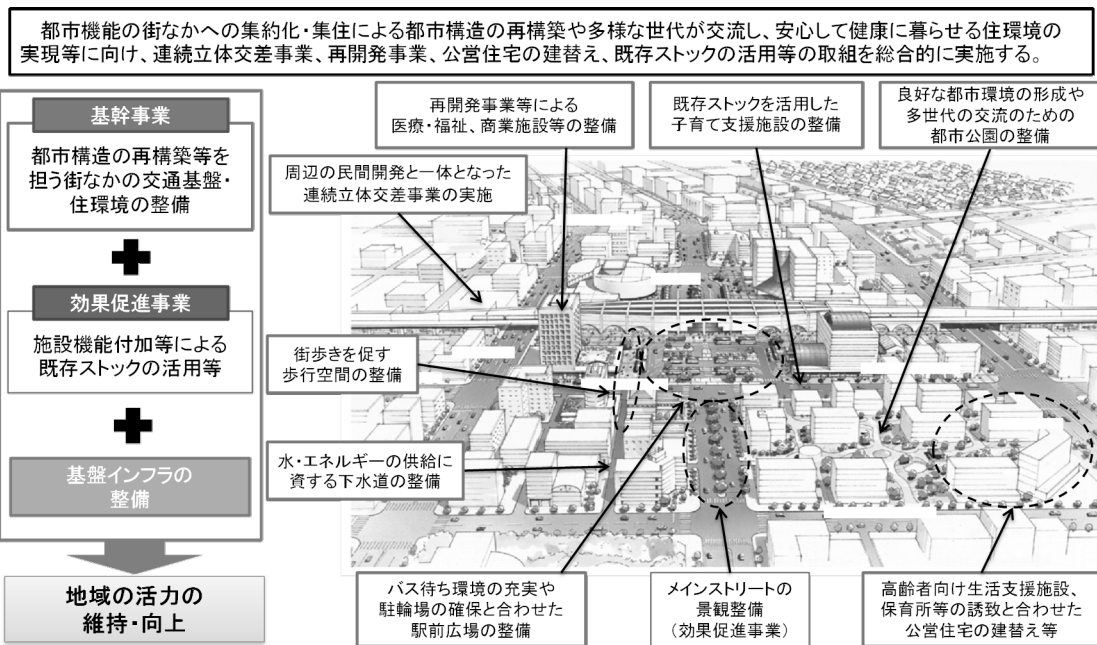 都市機能の街なかへの集約化・集住による都市構造の再構築や多様な世代が交流し、安心して健康に暮らせる住環境の
実現等に向け、連続立体交差事業、再開発事業、公営住宅の建替え、既存ストックの活用等の取組を総合的に実施する。
基幹事業
都市構造の再構築等を
担う街なかの交通基盤・
住環境の整備
効果促進事業
施設機能付加等による
既存ストックの活用等
基盤インフラの
整備
地域の活力の
維持・向上
再開発事業等による
医療・福祉、商業施設等の整備
既存ストックを活用した
子育て支援施設の整備
良好な都市環境の形成や
多世代の交流のための
都市公園の整備
周辺の民間開発と一体となった
連続立体交差事業の実施
街歩きを促す
歩行空間の整備
水・エネルギーの供給に
資する下水道の整備
バス待ち環境の充実や
駐輪場の確保と合わせた
駅前広場の整備
メインストリートの
景観整備
（効果促進事業）
高齢者向け生活支援施設、
保育所等の誘致と合わせた
公営住宅の建替え等